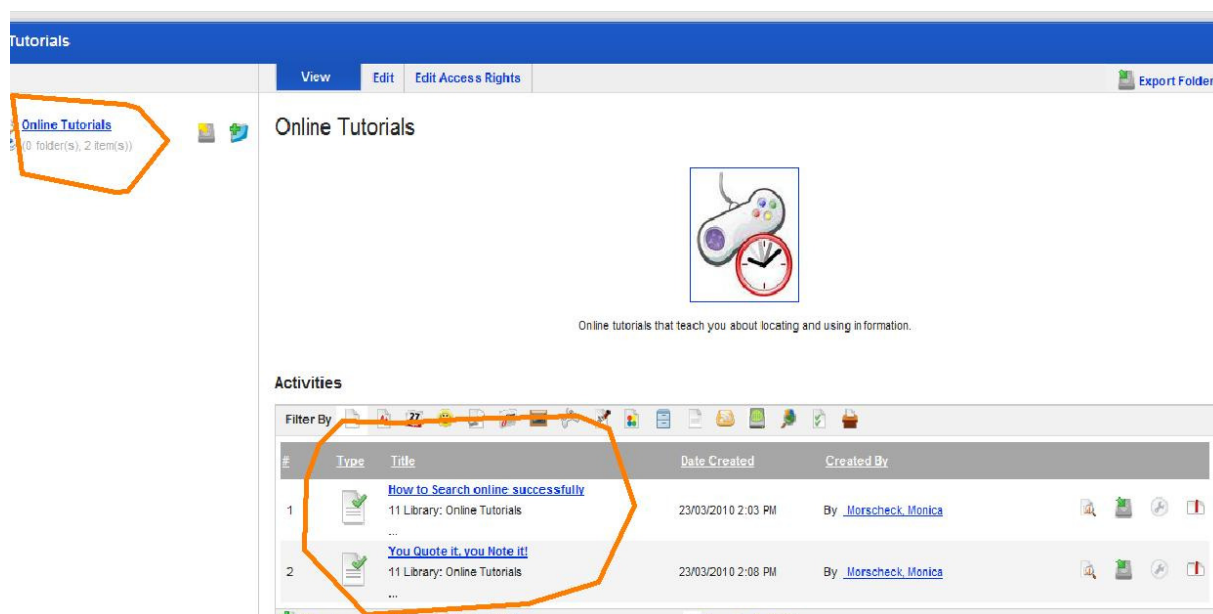 Tutorials
View Edit Edit Access Rights Export Folder
Online Tutorials
(0 folder(s), 2 item(s))
Online Tutorials
Online tutorials that teach you about locating and using information.
Activities
Filter By 27
# Type Title Date Created Created By
How to Search online successfully
1 11 Library: Online Tutorials 23/03/2010 2:03 PM By Morscheck, Monica
...
You Quote it, you Note it!
2 11 Library: Online Tutorials 23/03/2010 2:08 PM By Morscheck, Monica
...